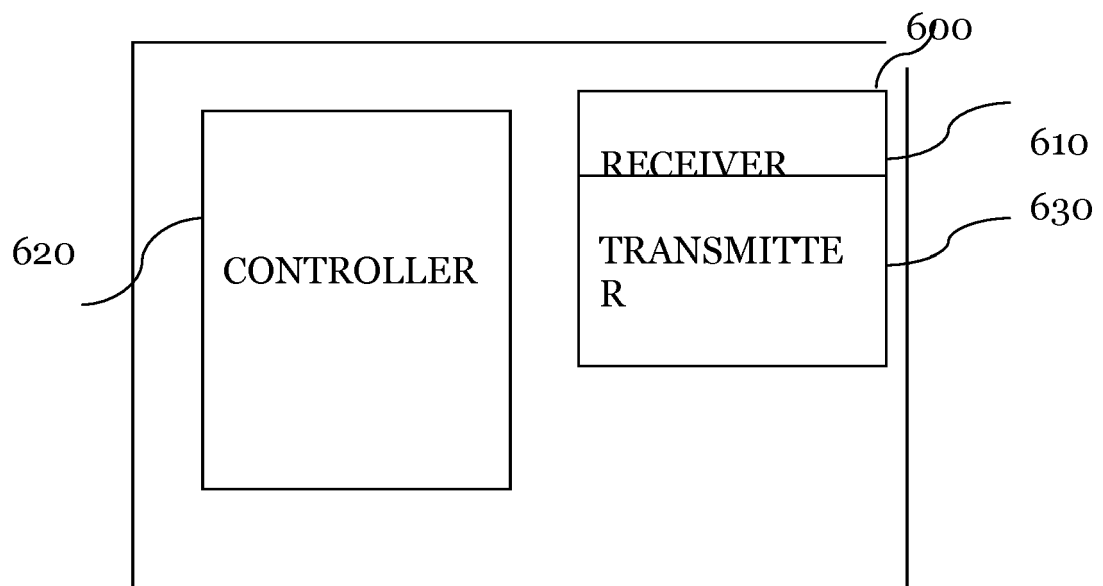 600
RECEIVER
610
630
620
CONTROLLER
TRANSMITTE
R